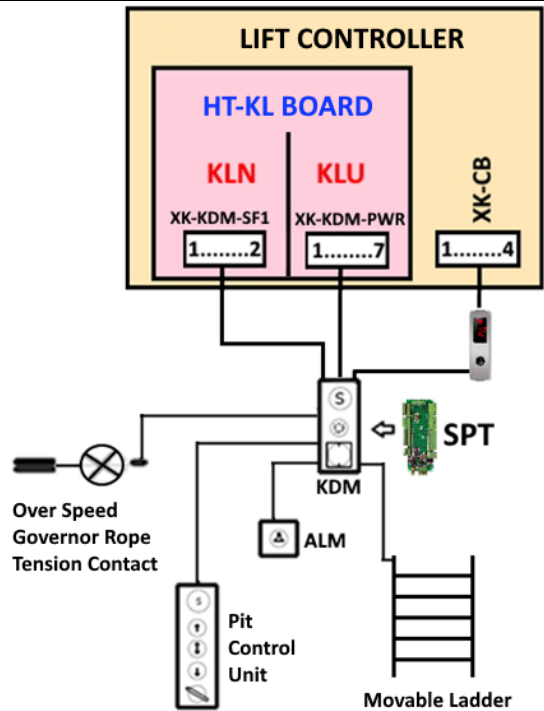 LIFT CONTROLLER
HT-KL BOARD
KLN
KLU
XK-CB
XK-KDM-SF1
XK-KDM-PWR
1........2
1........7
1........4
S
SPT
KDM
Over Speed
Governor Rope
Tension Contact
ALM
S
Pit
Control
Unit
Movable Ladder